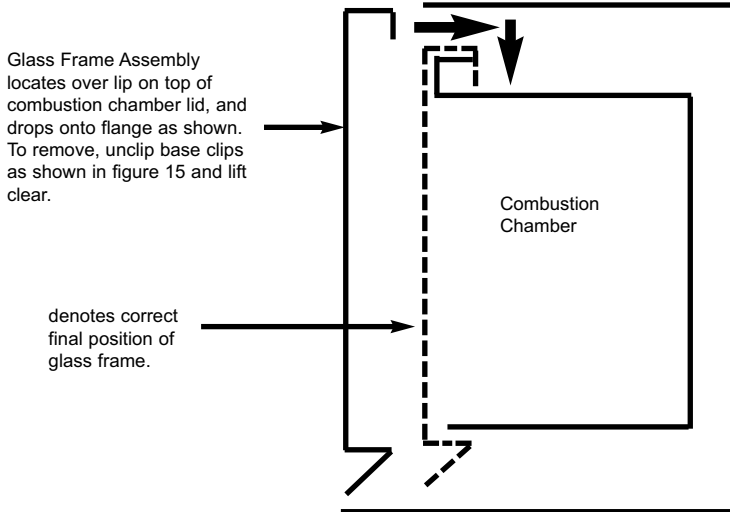 Glass Frame Assembly
locates over lip on top of
combustion chamber lid, and
drops onto flange as shown.
To remove, unclip base clips
as shown in figure 15 and lift
clear.
Combustion
Chamber
denotes correct
final position of
glass frame.